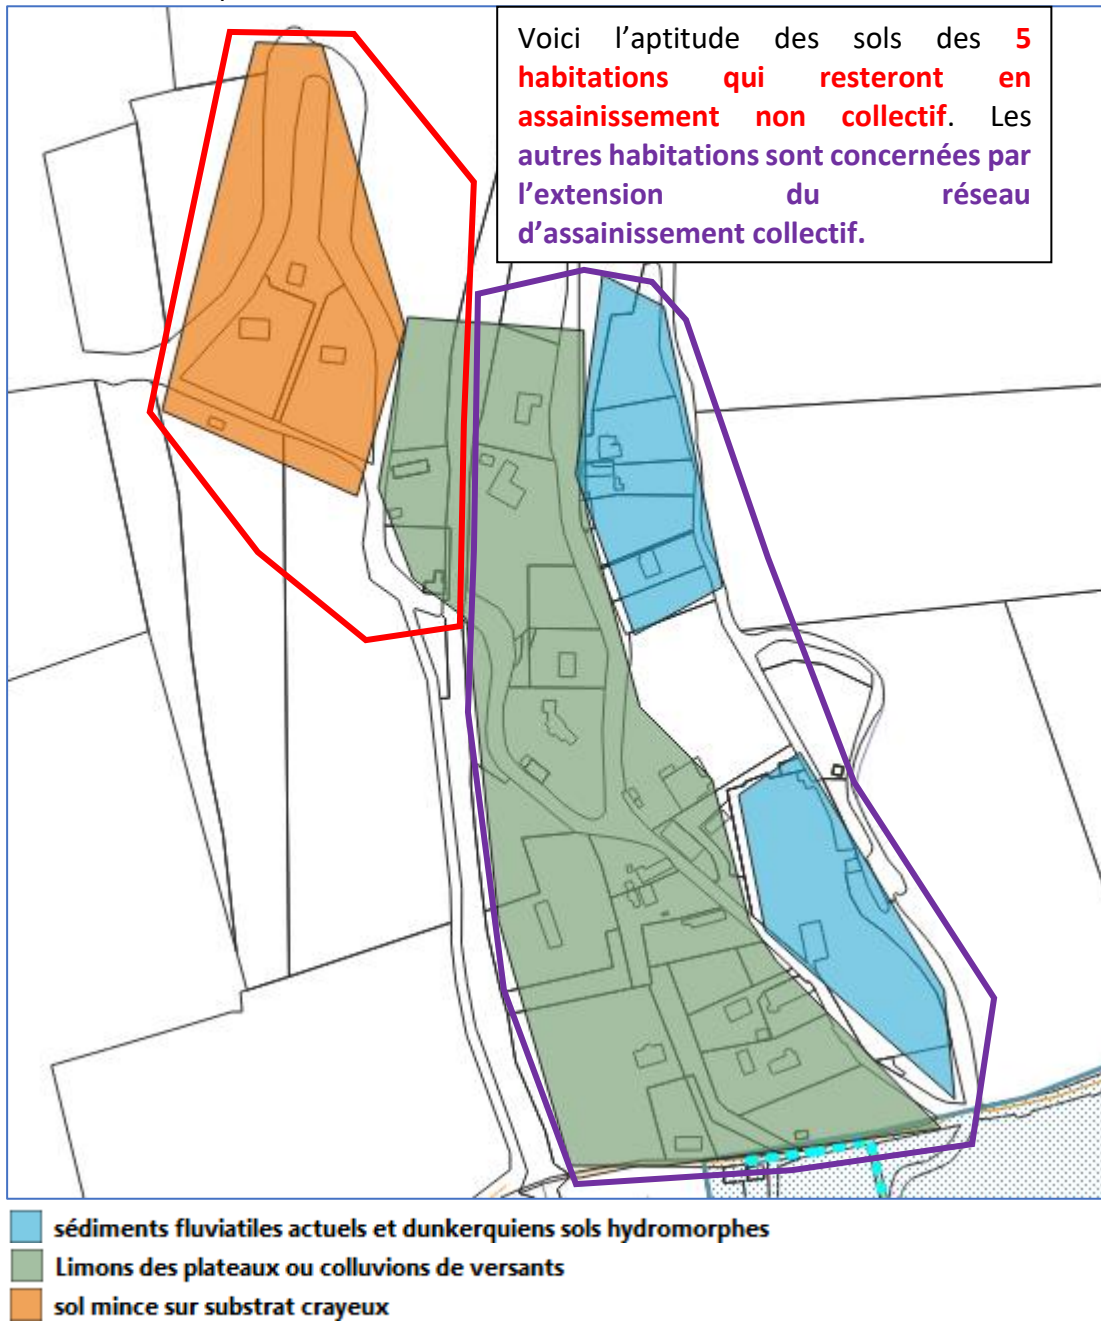 Voici l'aptitude des sols des 5
habitations qui resteront en
assainissement non collectif. Les
autres habitations sont concernées par
l'extension du réseau
d'assainissement collectif.
sédiments fluviatiles actuels et dunkerquiens sols hydromorphes
Limons des plateaux ou colluvions de versants
sol mince sur substrat crayeux